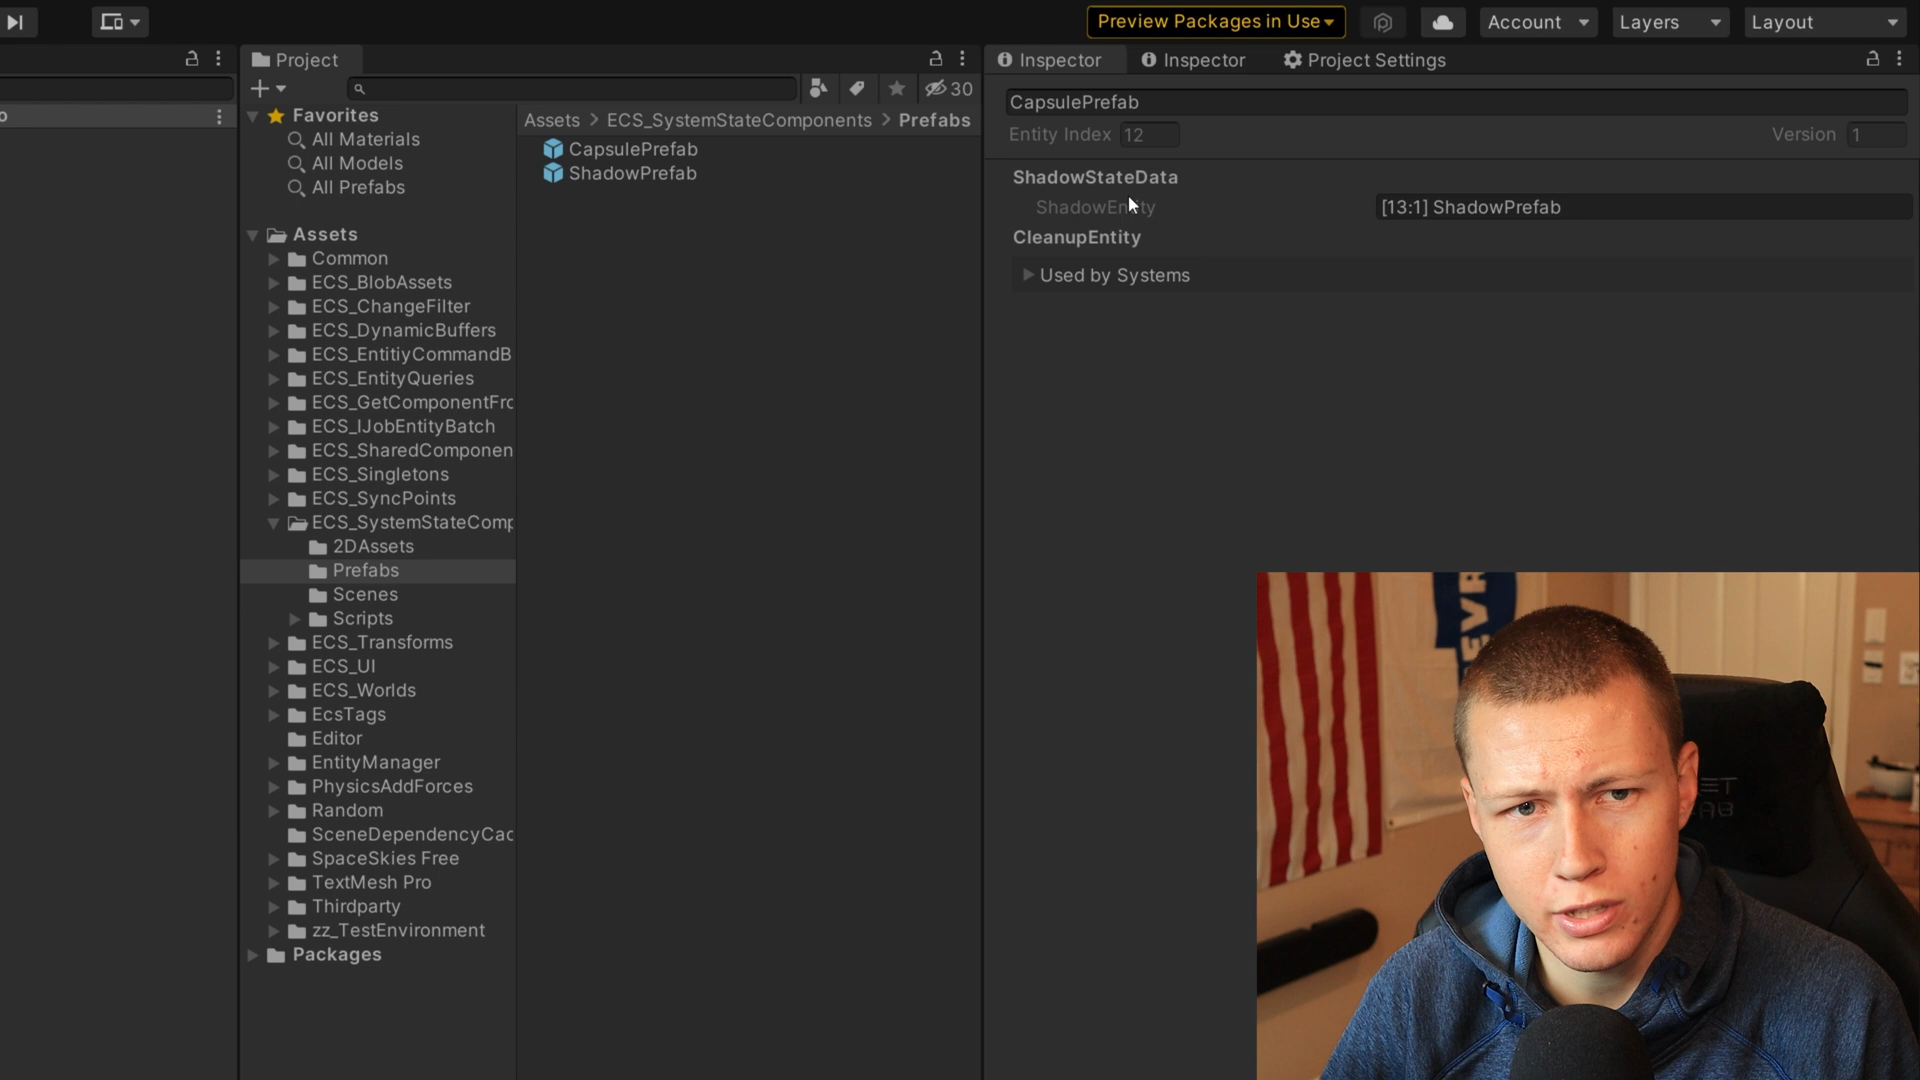 Preview Packages in Use
Account
Layers
Layout
Project
Inspector
Inspector
Project Settings
30
CapsulePrefab
Entity Index 12
Version 1
Favorites
All Materials
All Models
All Prefabs
Assets
Common
ECS_BlobAssets
ECS_ChangeFilter
ECS_DynamicBuffers
ECS_EntitiyCommandB
ECS_EntityQueries
ECS_GetComponentFro
ECS_IJobEntityBatch
ECS_SharedComponen
ECS_Singletons
ECS_SyncPoints
ECS_SystemStateComp
2DAssets
Prefabs
Scenes
Scripts
ECS_Transforms
ECS_UI
ECS_Worlds
EcsTags
Editor
EntityManager
PhysicsAddForces
Random
SceneDependencyCac
SpaceSkies Free
TextMesh Pro
Thirdparty
zz_TestEnvironment
Packages
Assets > ECS_SystemStateComponents > Prefabs
CapsulePrefab
ShadowPrefab
ShadowStateData
ShadowEntity
[13:1] ShadowPrefab
CleanupEntity
Used by Systems